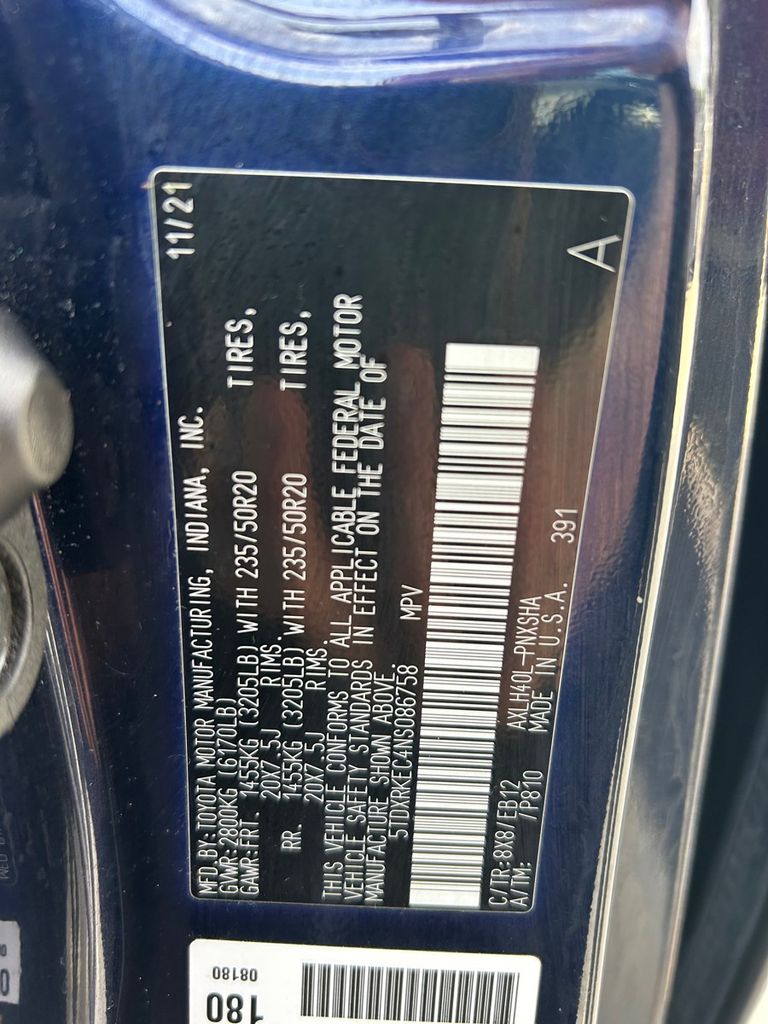 11/21
MFD. BY: TOYOTA MOTOR MANUFACTURING, INDIANA, INC.
GVWR-2800KG (6170LB)
GAWR: FRT. 1455KG (3205LB) WITH 235/50R20 TIRES,
20X7.5J RIMS.
RR. 1455KG (3205LB) WITH 235/50R20 TIRES,
20X7.5J RIMS.
THIS VEHICLE CONFORMS TO ALL APPLICABLE FEDERAL MOTOR
VEHICLE SAFETY STANDARDS IN EFFECT ON THE DATE OF
MANUFACTURE SHOWN ABOVE.
5TDXRKEC4NS086758 MPV
C/TR: 8X8/EB12 AXLH40L-PNXSHA
A/TM: /P810 MADE IN U.S.A. 391
A
08180
180